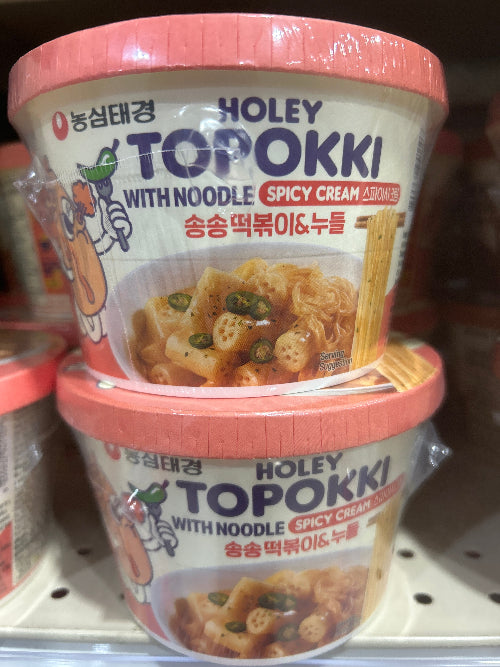 농심태경
HOLEY
TOPOKKI
WITH NOODLE SPICY CREAM 스파이시크림
송송 떡볶이&누들
Serving
Suggestion
농심태경
HOLEY
TOPOKKI
WITH NOODLE SPICY CREAM
송송 떡볶이&누들